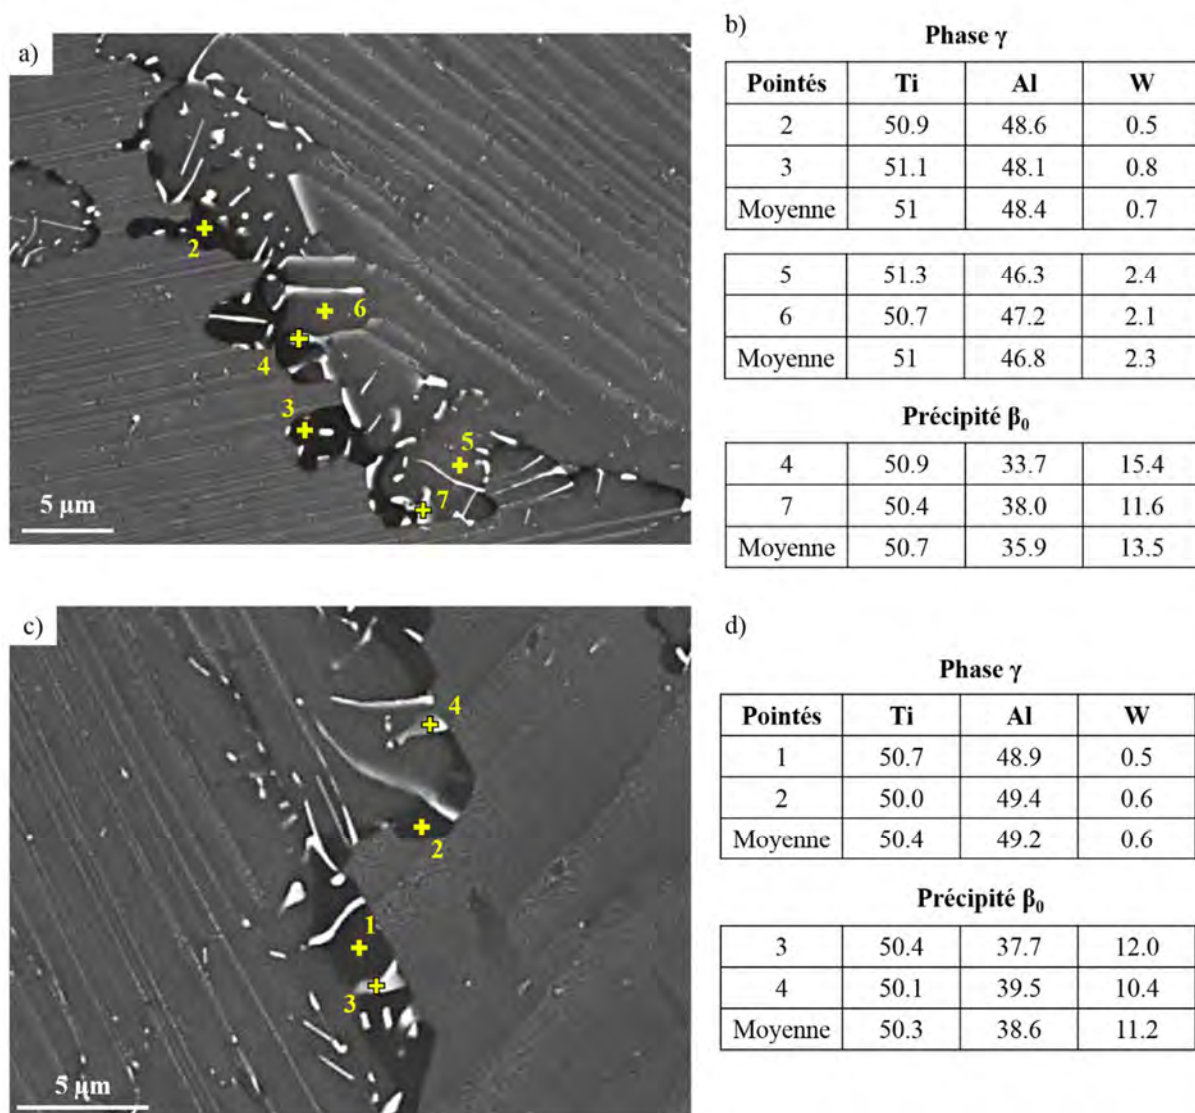 a)
2
6
4
3
5
7
5 µm
b)
Phase γ
Pointés Ti Al W
2 50.9 48.6 0.5
3 51.1 48.1 0.8
Moyenne 51 48.4 0.7
5 51.3 46.3 2.4
6 50.7 47.2 2.1
Moyenne 51 46.8 2.3
Précipité β₀
4 50.9 33.7 15.4
7 50.4 38.0 11.6
Moyenne 50.7 35.9 13.5
c)
4
2
1
3
5 µm
d)
Phase γ
Pointés Ti Al W
1 50.7 48.9 0.5
2 50.0 49.4 0.6
Moyenne 50.4 49.2 0.6
Précipité β₀
3 50.4 37.7 12.0
4 50.1 39.5 10.4
Moyenne 50.3 38.6 11.2